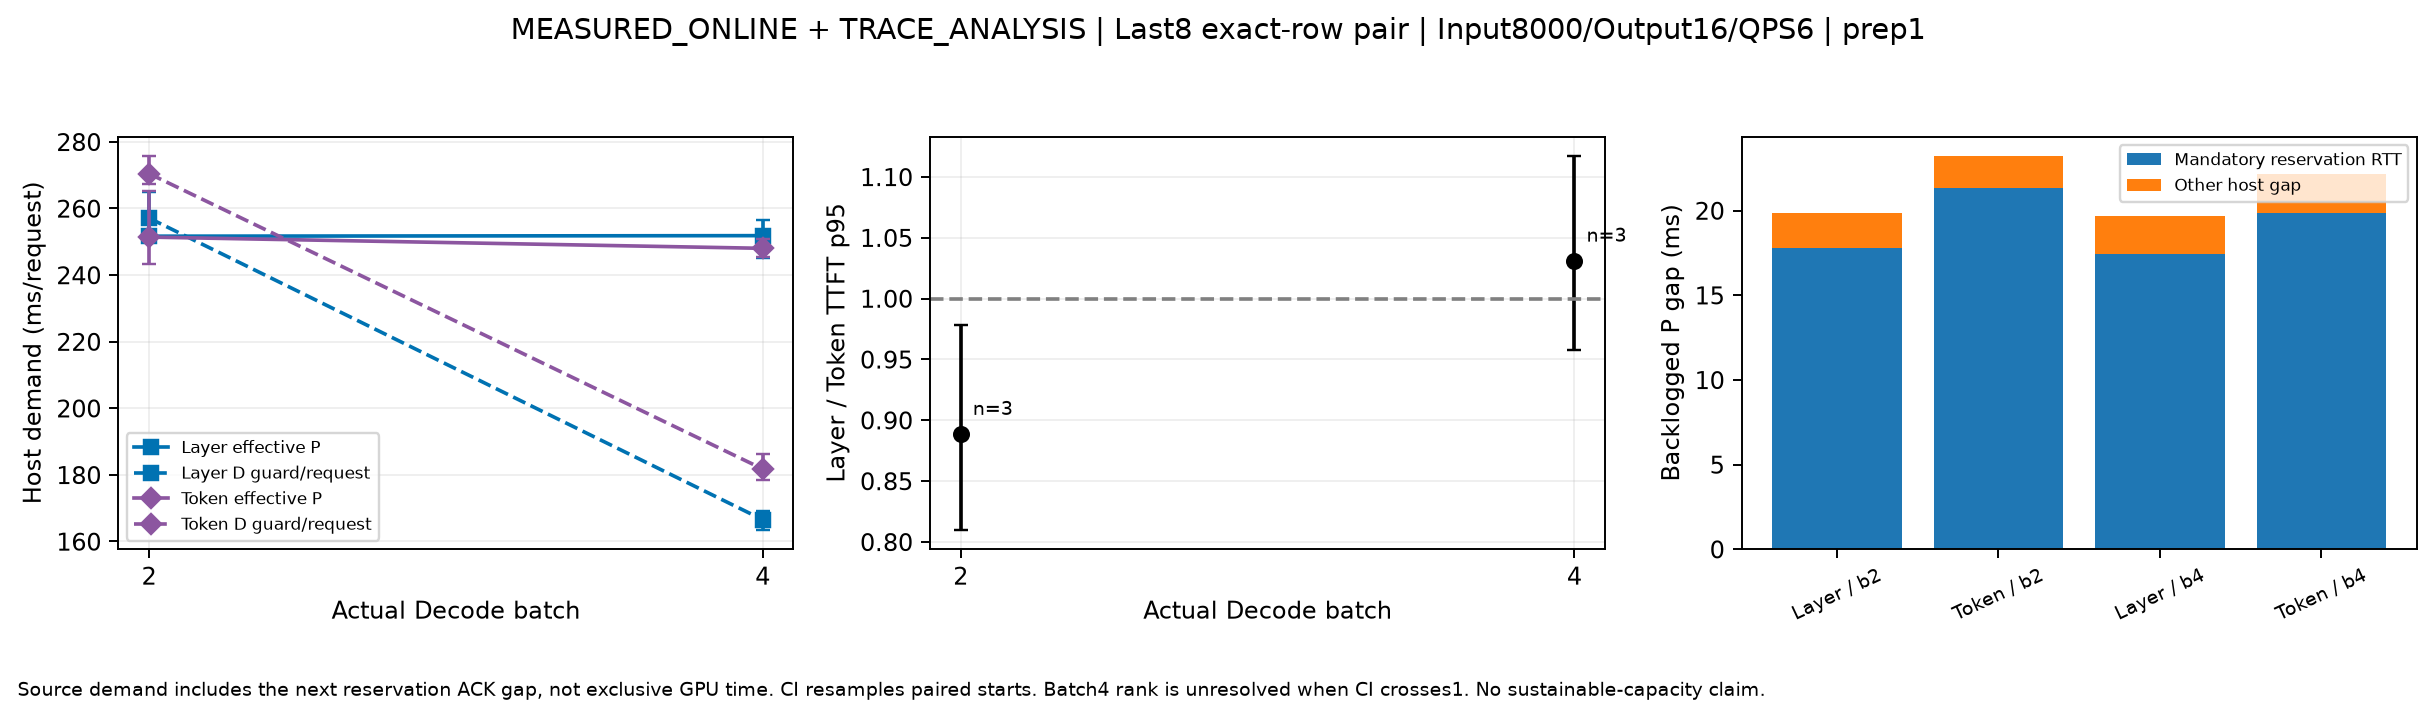 MEASURED_ONLINE + TRACE_ANALYSIS | Last8 exact-row pair | Input8000/Output16/QPS6 | prep1
Host demand (ms/request)
280
260
240
220
200
180
160
Layer effective P
Layer D guard/request
Token effective P
Token D guard/request
2
4
Actual Decode batch
Layer / Token TTFT p95
1.10
1.05
1.00
0.95
0.90
0.85
0.80
n=3
n=3
2
4
Actual Decode batch
Backlogged P gap (ms)
20
15
10
5
0
Mandatory reservation RTT
Other host gap
Layer / b2
Token / b2
Layer / b4
Token / b4
Source demand includes the next reservation ACK gap, not exclusive GPU time. CI resamples paired starts. Batch4 rank is unresolved when CI crosses1. No sustainable-capacity claim.